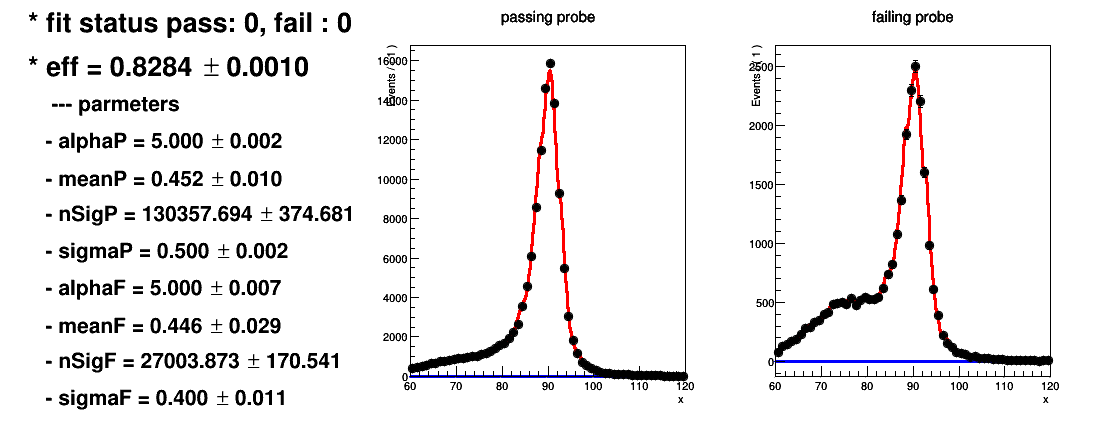 * fit status pass: 0, fail : 0
* eff = 0.8284 ± 0.0010
--- parmeters
- alphaP = 5.000 ± 0.002
- meanP = 0.452 ± 0.010
- nSigP = 130357.694 ± 374.681
- sigmaP = 0.500 ± 0.002
- alphaF = 5.000 ± 0.007
- meanF = 0.446 ± 0.029
- nSigF = 27003.873 ± 170.541
- sigmaF = 0.400 ± 0.011
passing probe
Events / ( 1 )
16000
14000
12000
10000
8000
6000
4000
2000
0
60 70 80 90 100 110 120
x
failing probe
Events / ( 1 )
2500
2000
1500
1000
500
0
60 70 80 90 100 110 120
x